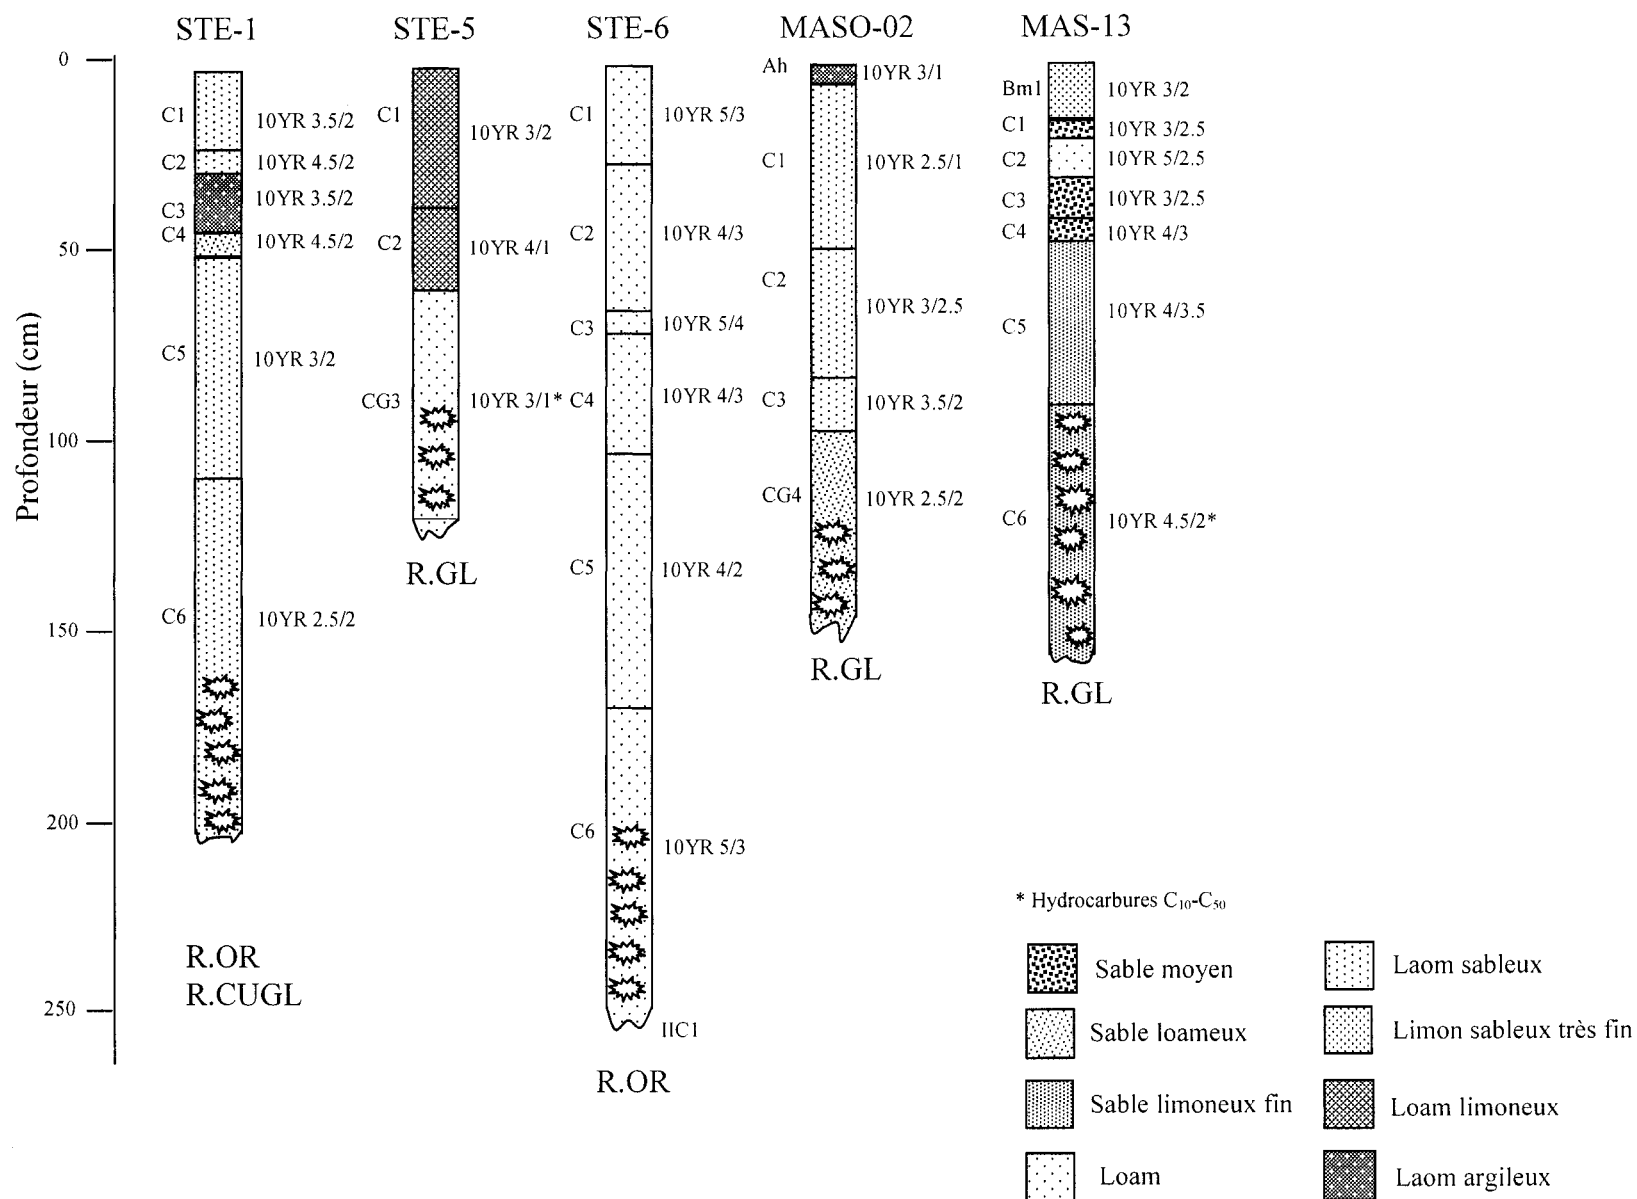 STE-1
STE-5
STE-6
MASO-02
MAS-13
Profondeur (cm)
0
50
100
150
200
250
C1
10YR 3.5/2
C2
10YR 4.5/2
C3
10YR 3.5/2
C4
10YR 4.5/2
C5
10YR 3/2
C6
10YR 2.5/2
R.OR
R.CUGL
C1
10YR 3/2
C2
10YR 4/1
CG3
10YR 3/1*
R.GL
C1
10YR 5/3
C2
10YR 4/3
C3
10YR 5/4
C4
10YR 4/3
C5
10YR 4/2
C6
10YR 5/3
IIC1
R.OR
Ah
10YR 3/1
C1
10YR 2.5/1
C2
10YR 3/2.5
C3
10YR 3.5/2
CG4
10YR 2.5/2
R.GL
Bm1
10YR 3/2
C1
10YR 3/2.5
C2
10YR 5/2.5
C3
10YR 3/2.5
C4
10YR 4/3
C5
10YR 4/3.5
C6
10YR 4.5/2*
R.GL
* Hydrocarbures C10-C50
Sable moyen
Laom sableux
Sable loameux
Limon sableux très fin
Sable limoneux fin
Loam limoneux
Loam
Laom argileux